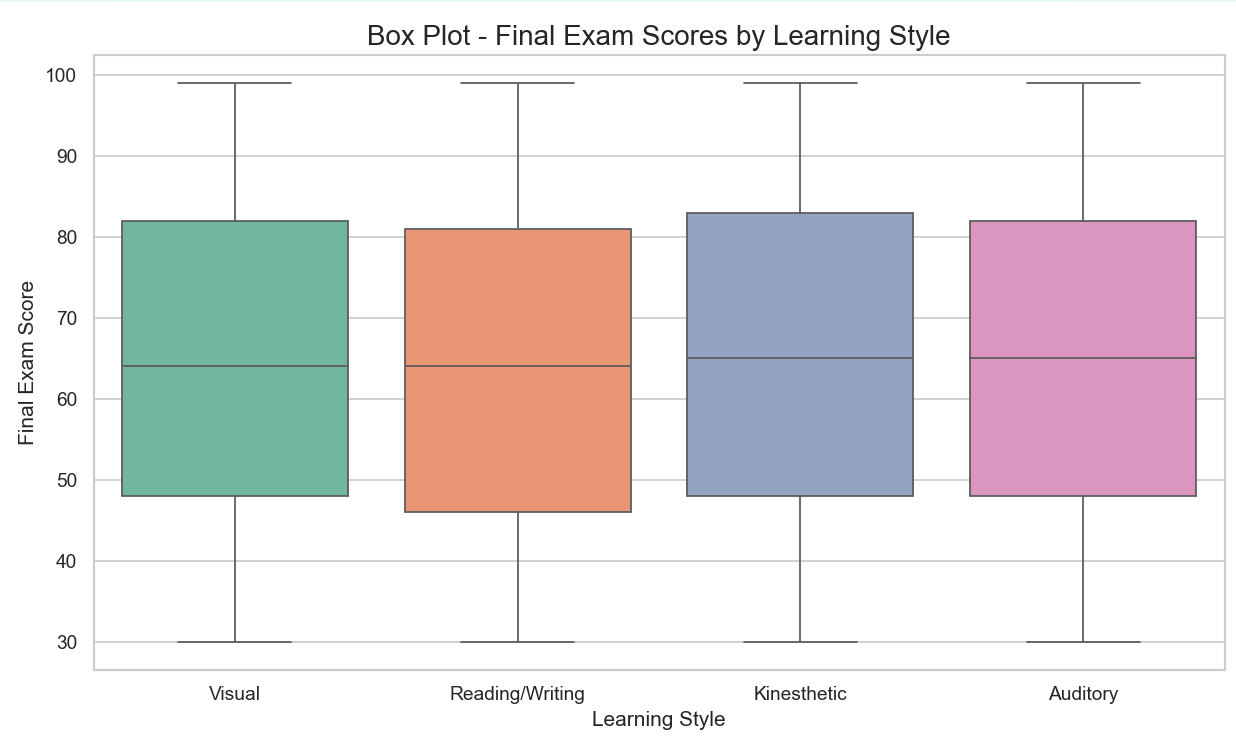 Box Plot - Final Exam Scores by Learning Style
Final Exam Score
100
90
80
70
60
50
40
30
Visual
Reading/Writing
Kinesthetic
Auditory
Learning Style